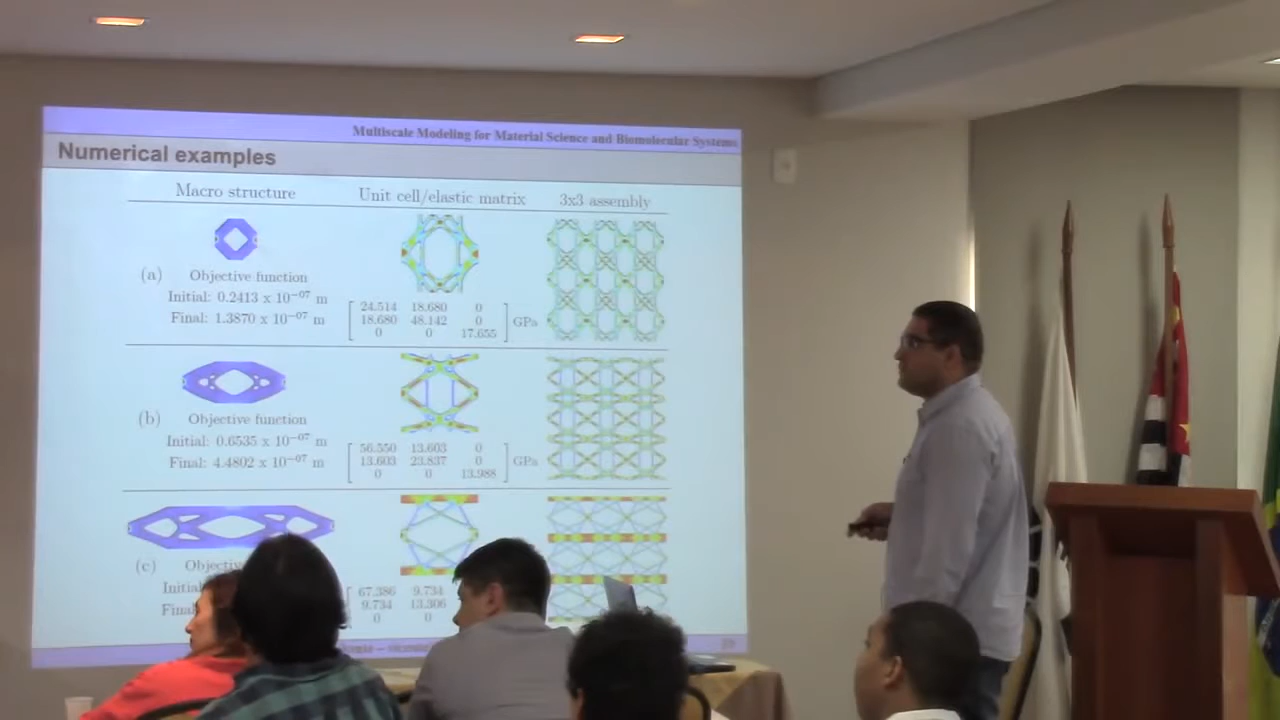 Multiscale Modeling for Material Science and Biomolecular Systems
Numerical examples
Macro structure Unit cell/elastic matrix 3x3 assembly
(a) Objective function
Initial: 0.2413 x 10⁻⁰⁷ m
Final: 1.3870 x 10⁻⁰⁷ m
24.514 18.680 0
18.680 48.142 0 GPa
0 0 17.655
(b) Objective function
Initial: 0.6535 x 10⁻⁰⁷ m
Final: 4.4802 x 10⁻⁰⁷ m
56.550 13.603 0
13.603 23.837 0 GPa
0 0 13.988
(c)
67.386 9.734
9.734 13.306
0 0